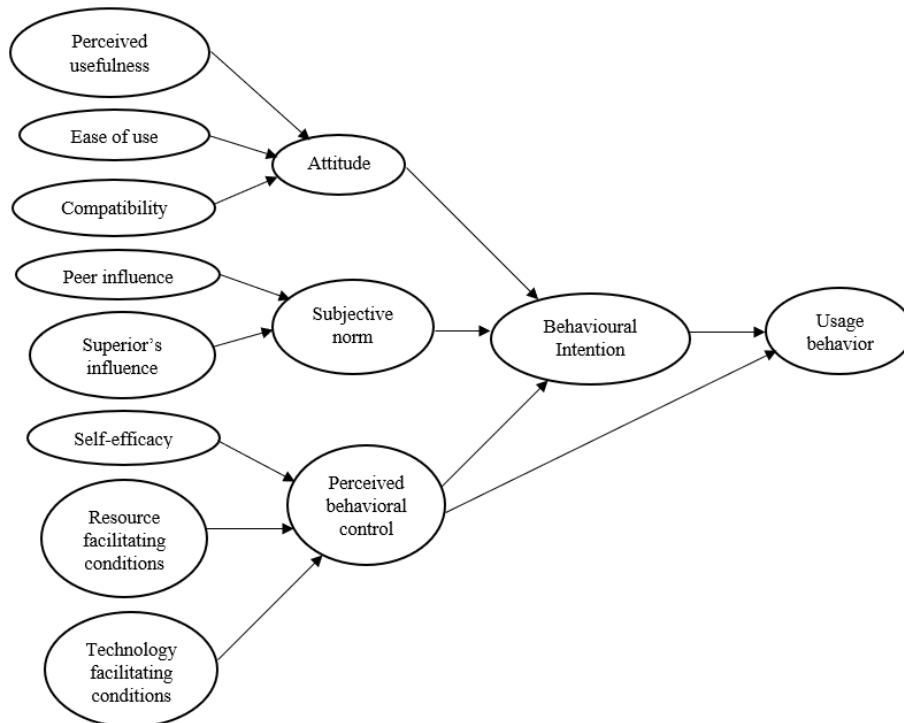 Perceived
usefulness
Ease of use
Compatibility
Peer influence
Superior's
influence
Self-efficacy
Resource
facilitating
conditions
Technology
facilitating
conditions
Attitude
Subjective
norm
Perceived
behavioral
control
Behavioural
Intention
Usage
behavior